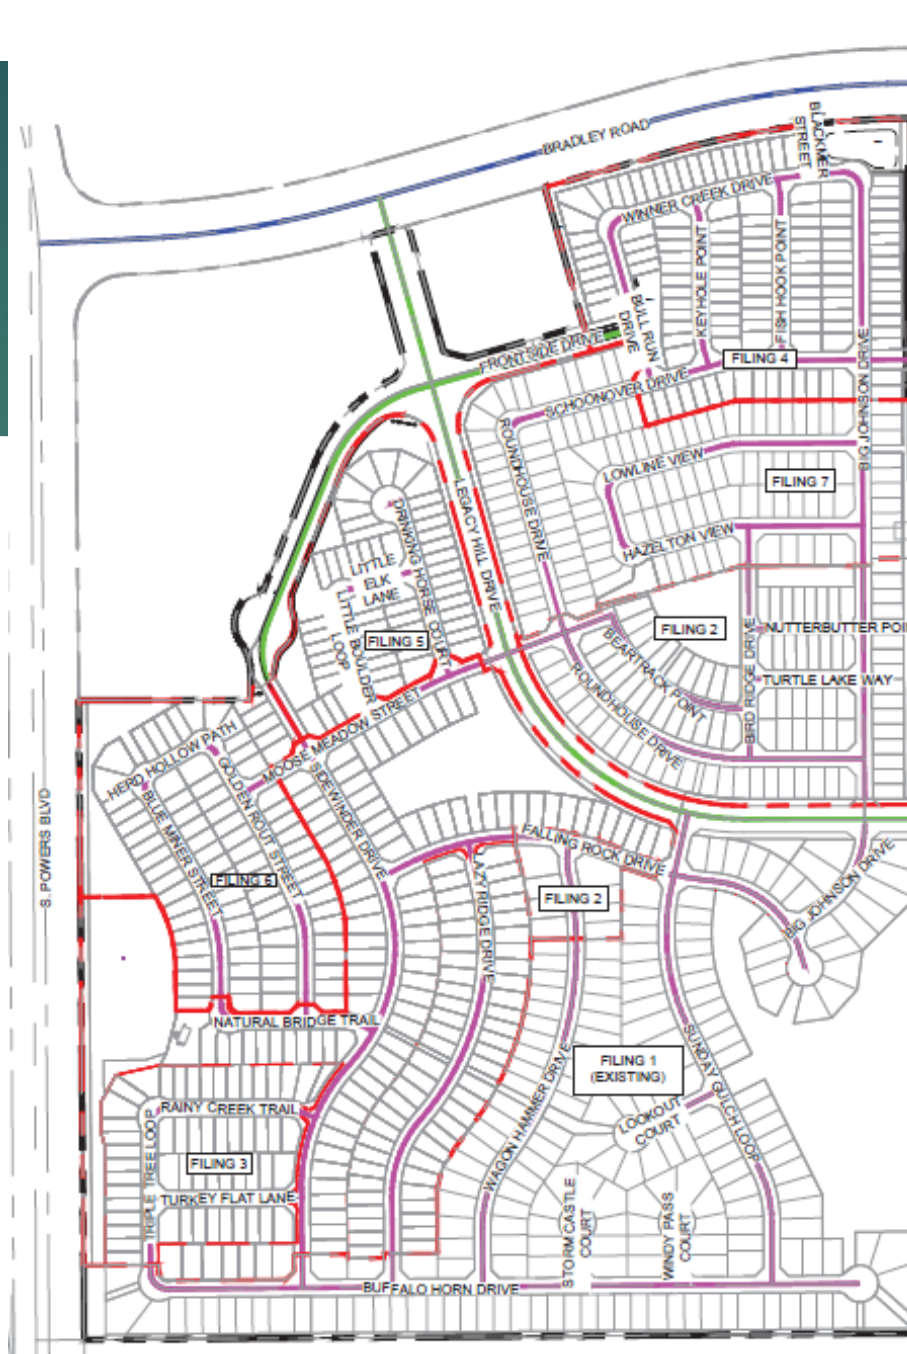 BRADLEY ROAD
BLACKMER
STREET
WINNER CREEK DRIVE
KEYHOLE POINT
FISH HOOK POINT
BULL RUN
DRIVE
FRONTSIDE DRIVE
FILING 4
SCHOONOVER DRIVE
BIG JOHNSON DRIVE
ROUNDHOUSE DRIVE
LOWLINE VIEW
FILING 7
LEGACY HILL DRIVE
DRINKING HORSE COURT
HAZELTON VIEW
LITTLE
ELK
LANE
LITTLE BOULDER
LOOP
FILING 5
FILING 2
NUTTERBUTTER POI
BEARTRACK POINT
BIRD RIDGE DRIVE
TURTLE LAKE WAY
ROUNDHOUSE DRIVE
MOOSE MEADOW STREET
HERD HOLLOW PATH
GOLDEN ROUT STREET
SIDEWINDER DRIVE
BLUE MINER STREET
S. POWERS BLVD
FALLING ROCK DRIVE
LAZY RIDGE DRIVE
BIG JOHNSON DRIVE
FILING 6
FILING 2
NATURAL BRIDGE TRAIL
WAGON HAMMER DRIVE
FILING 1
(EXISTING)
SUNDAY GULCH LOOP
RAINY CREEK TRAIL
LOOKOUT
COURT
TRIPLE TREE LOOP
FILING 3
TURKEY FLAT LANE
STORM CASTLE
COURT
WINDY PASS
COURT
BUFFALO HORN DRIVE